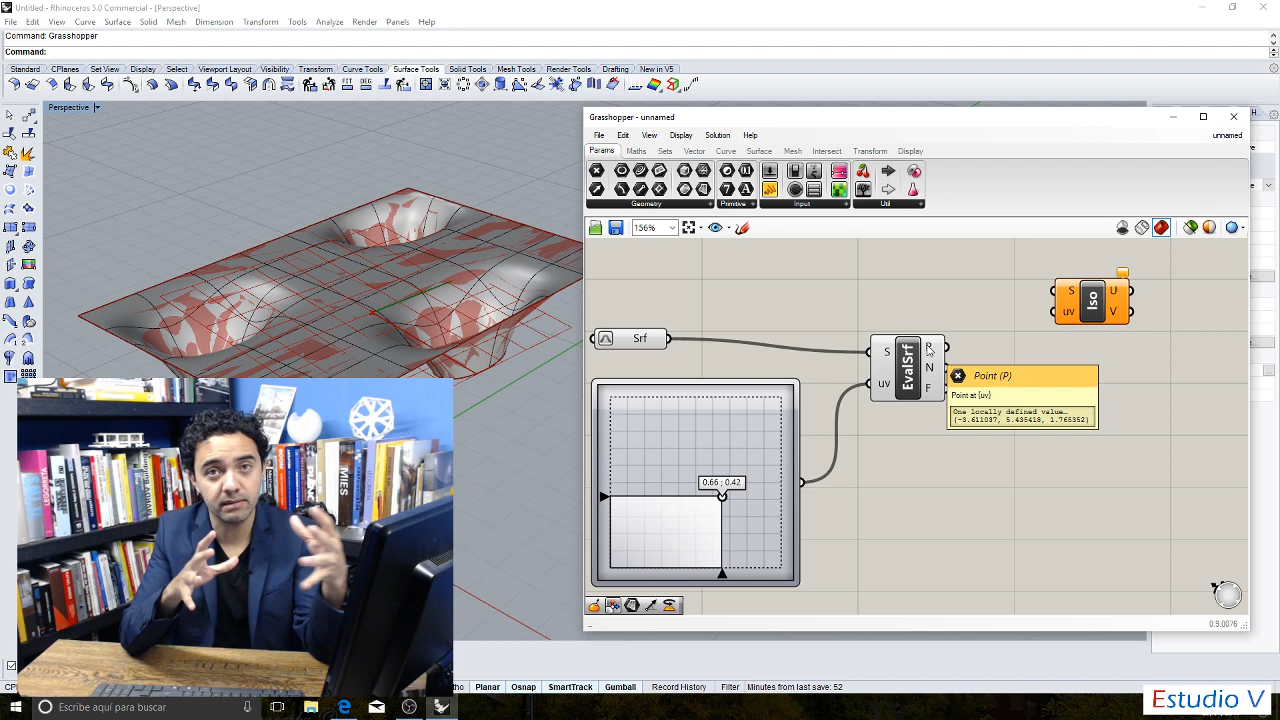 Untitled - Rhinoceros 5.0 Commercial - [Perspective]
File Edit View Curve Surface Solid Mesh Dimension Transform Tools Analyze Render Panels Help
Command: Grasshopper
Command:
Standard CPlanes Set View Display Select Viewport Layout Visibility Transform Curve Tools Surface Tools Solid Tools Mesh Tools Render Tools Drafting New in V5
Perspective
Grasshopper - unnamed
File Edit View Display Solution Help unnamed
Params Maths Sets Vector Curve Surface Mesh Intersect Transform Display
Geometry Primitive Input Util
156%
S uv Iso U V
Srf
S uv EvalSrf N F
Point (P)
Point at {uv}
One locally defined value...
{-3.611037, 5.435418, 1.765352}
0.66 ; 0.42
0.9.0076
MIES
Planar Osnap SmartTrack Gumball Record History Filter Minutes from last save: 52
Escribe aquí para buscar
Estudio V